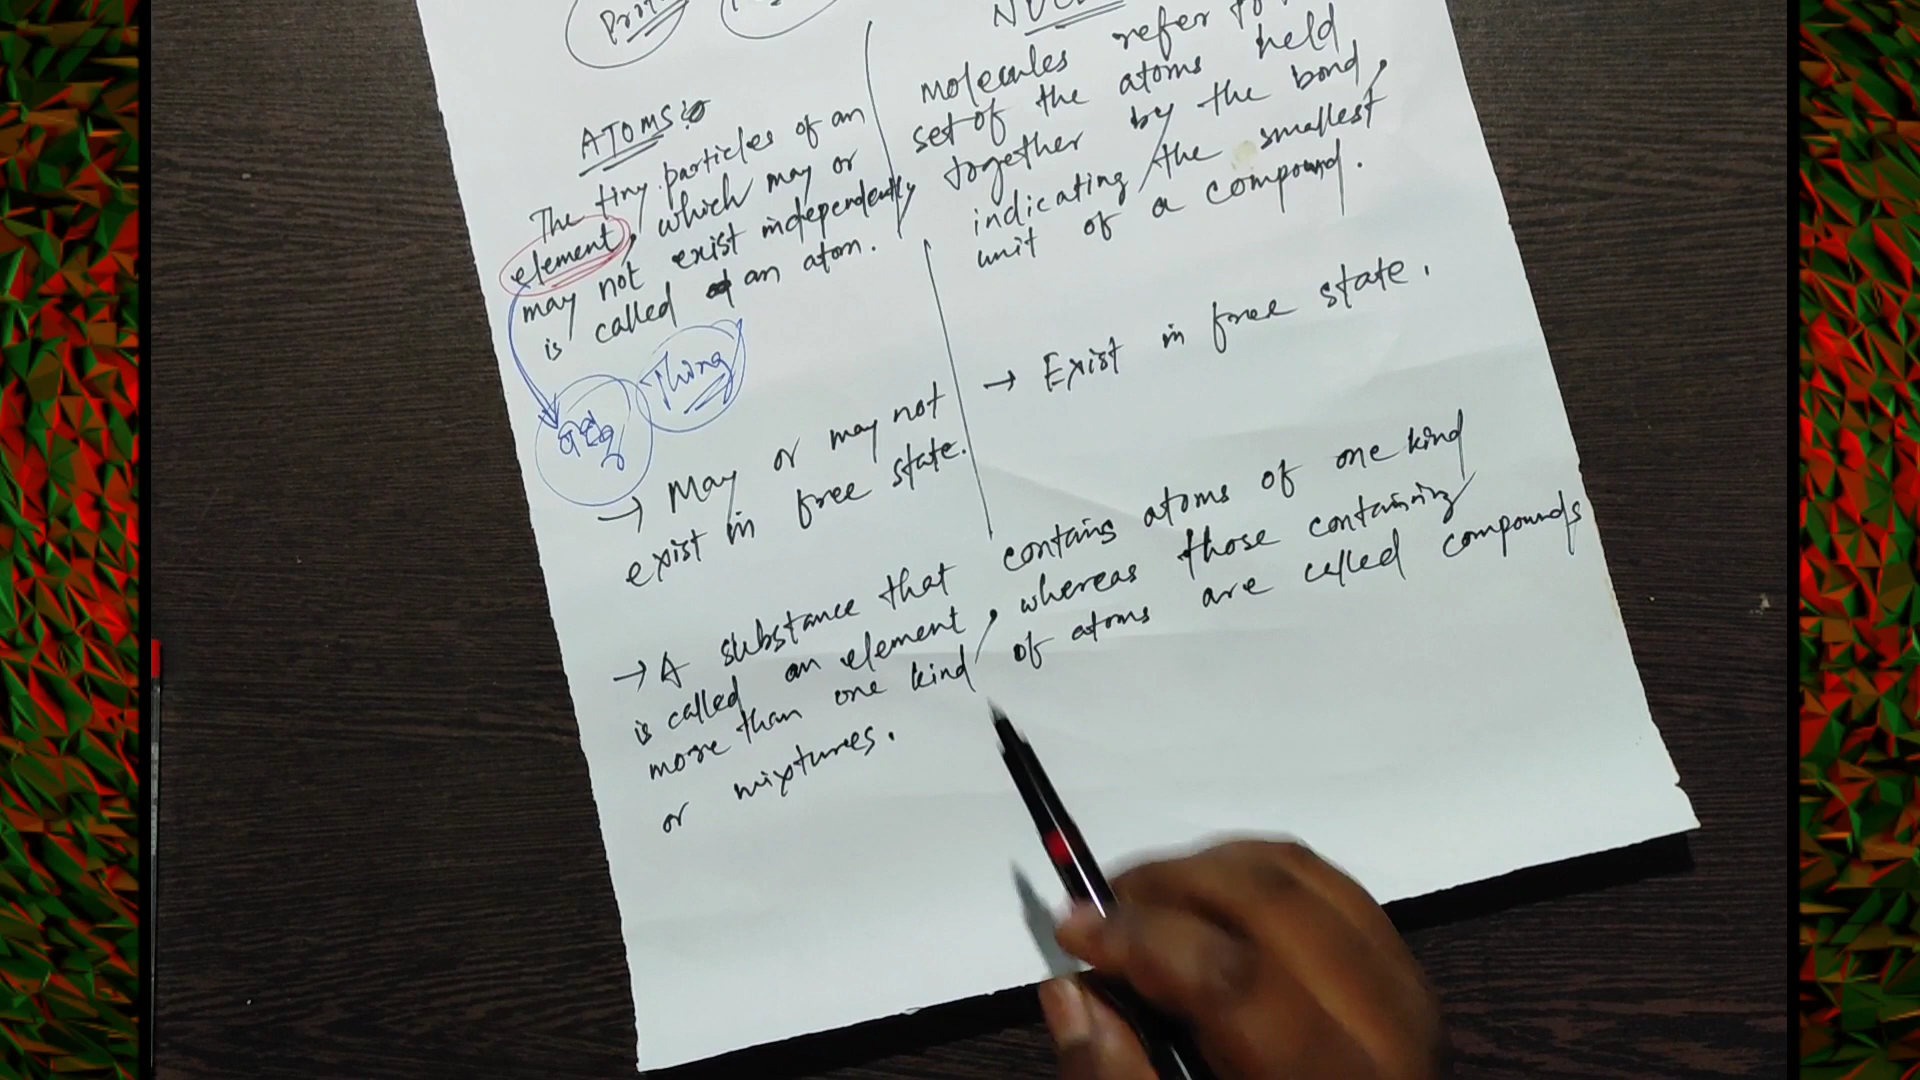 ATOMS:
The tiny particles of an
element, which may or
may not exist independently
is called an atom.
Thing
→ May or may not
exist in free state.
molecules refer
set of the atoms held
together by the bond,
indicating the smallest
unit of a compound.
→ Exist in free state.
→ A substance that contains atoms of one kind
is called an element, whereas those containing
more than one kind of atoms are called compounds
or mixtures.